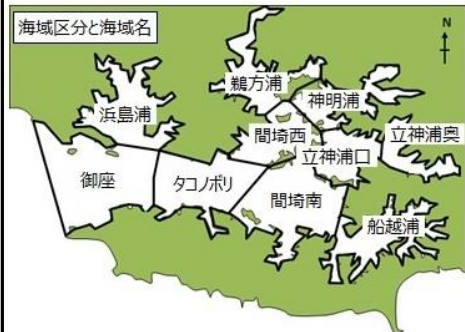 海域区分と海域名
N
鵜方浦
神明浦
浜島浦
間埼西
立神浦奥
立神浦口
御座
タコノボリ
間埼南
船越浦